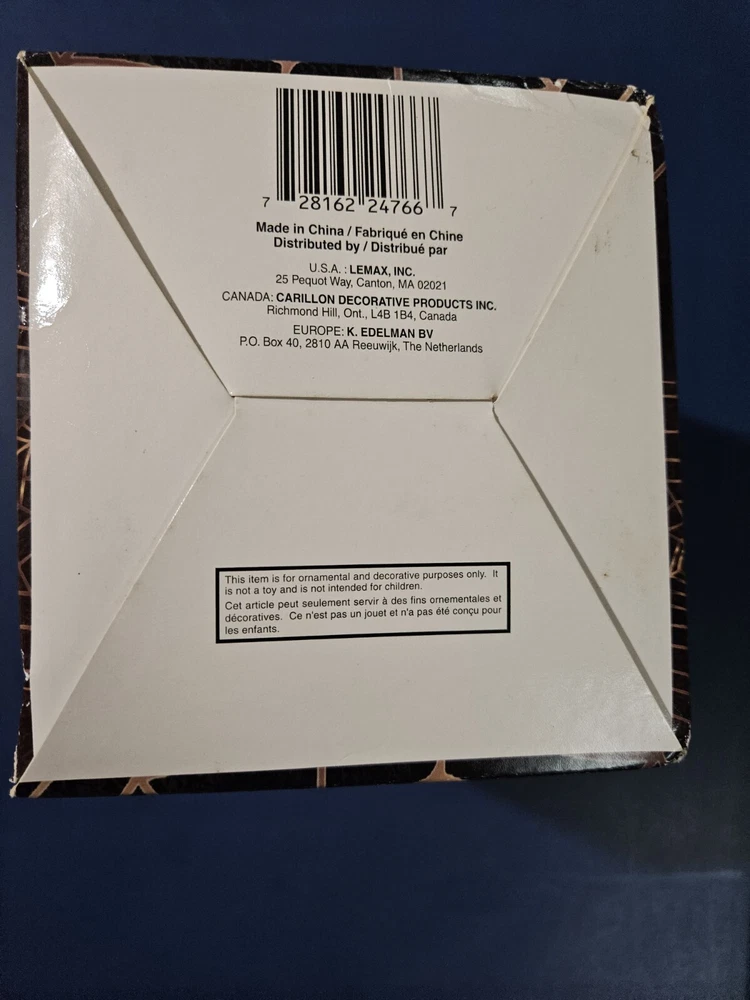 7 28162 24766 7
Made in China / Fabriqué en Chine
Distributed by / Distribué par
U.S.A. : LEMAX, INC.
25 Pequot Way, Canton, MA 02021
CANADA: CARILLON DECORATIVE PRODUCTS INC.
Richmond Hill, Ont., L4B 1B4, Canada
EUROPE: K. EDELMAN BV
P.O. Box 40, 2810 AA Reeuwijk, The Netherlands
This item is for ornamental and decorative purposes only. It
is not a toy and is not intended for children.
Cet article peut seulement servir à des fins ornementales et
décoratives. Ce n'est pas un jouet et n'a pas été conçu pour
les enfants.